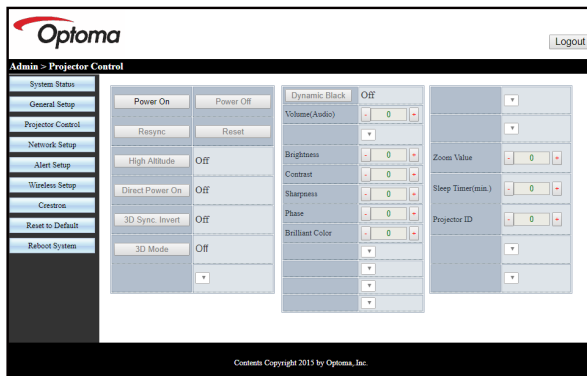 Optoma
Logout
Admin > Projector Control
System Status
General Setup
Projector Control
Network Setup
Alert Setup
Wireless Setup
Crestron
Reset to Default
Reboot System
Power On Power Off
Resync Reset
High Altitude Off
Direct Power On Off
3D Sync. Invert Off
3D Mode Off
Dynamic Black Off
Volume(Audio) - 0 +
Brightness - 0 +
Contrast - 0 +
Sharpness - 0 +
Phase - 0 +
Brilliant Color - 0 +
Zoom Value - 0 +
Sleep Timer(min.) - 0 +
Projector ID - 0 +
Contents Copyright 2015 by Optoma, Inc.